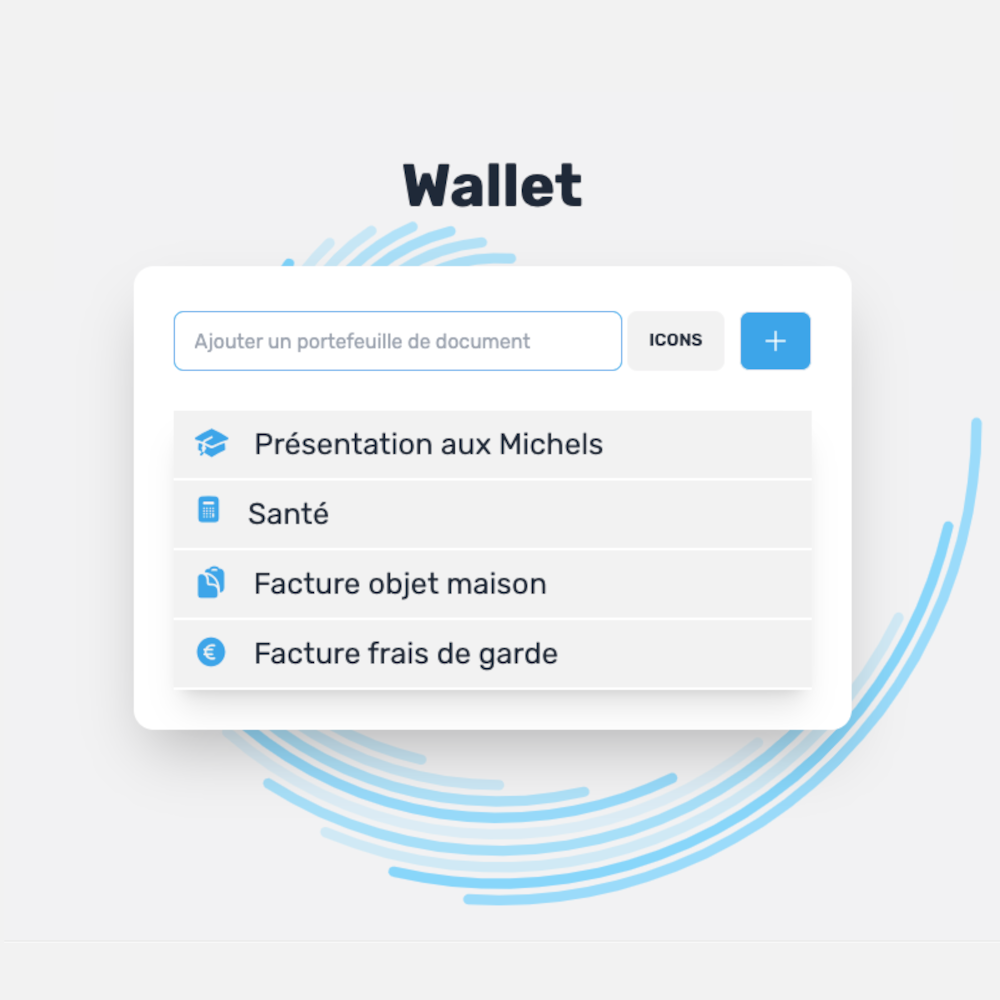 Wallet
Ajouter un portefeuille de document
ICONS
Présentation aux Michels
Santé
Facture objet maison
Facture frais de garde